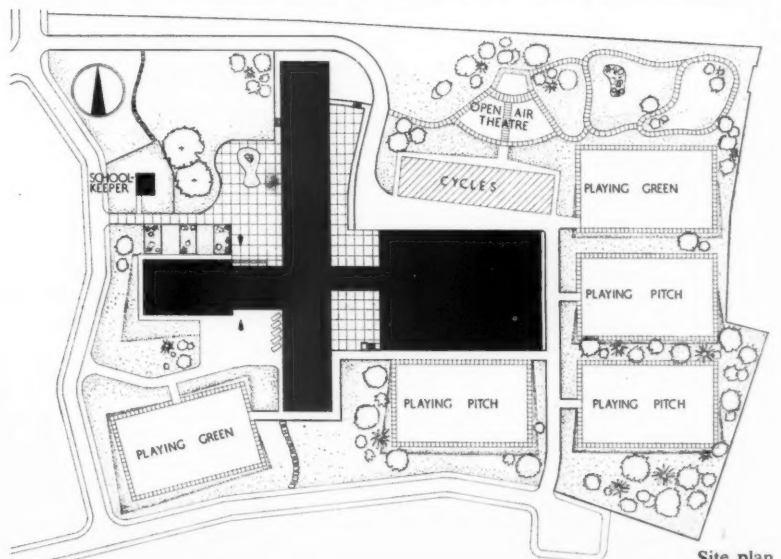 OPEN AIR
THEATRE
SCHOOL-
KEEPER
CYCLES
PLAYING GREEN
PLAYING PITCH
PLAYING PITCH
PLAYING PITCH
PLAYING GREEN
Site plan